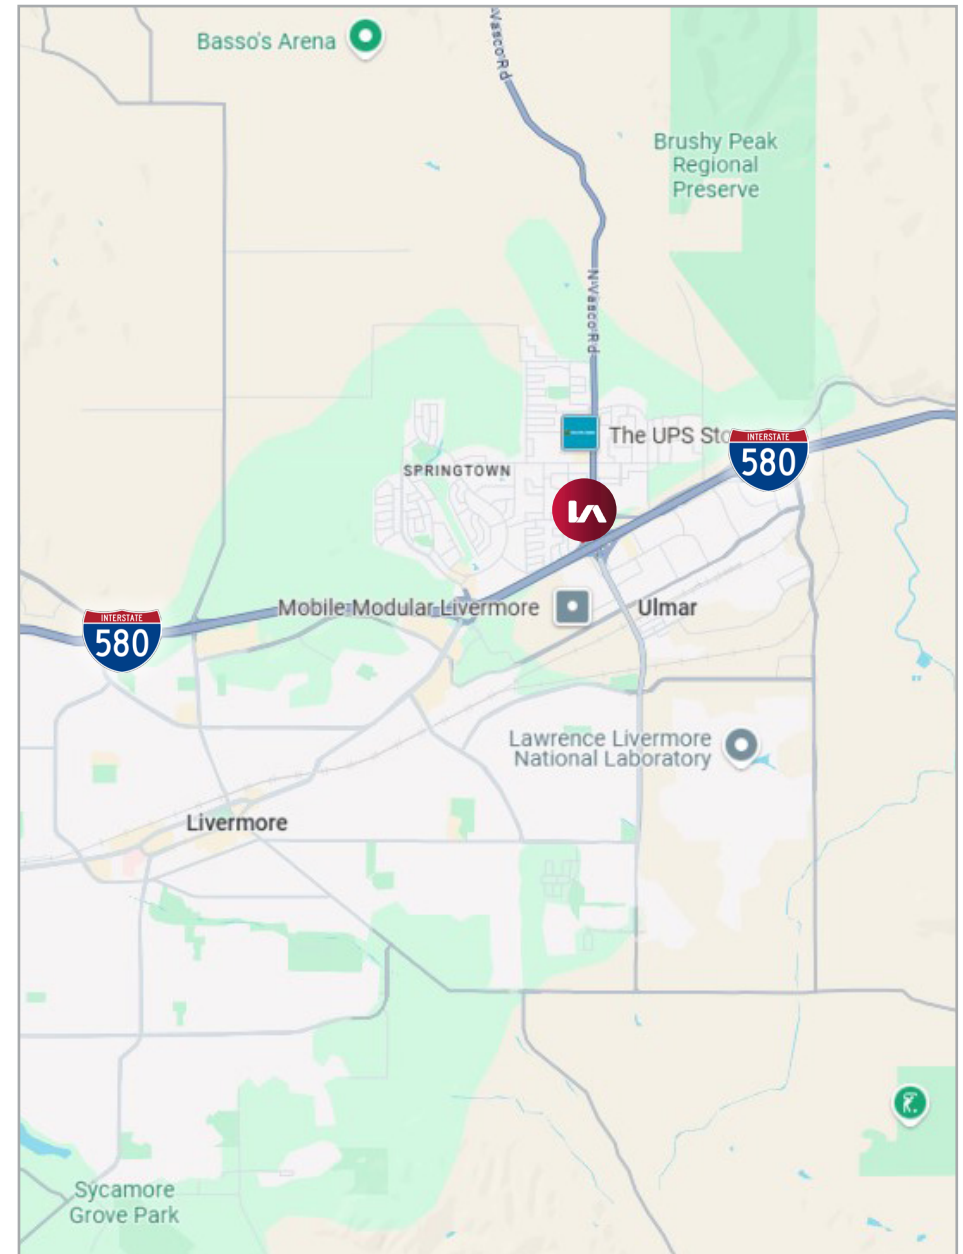 Basso's Arena
N Vasco Rd
Brushy Peak
Regional
Preserve
N Vasco Rd
The UPS Sto
INTERSTATE
580
SPRINGTOWN
Mobile Modular Livermore
Ulmar
INTERSTATE
580
Lawrence Livermore
National Laboratory
Livermore
Sycamore
Grove Park